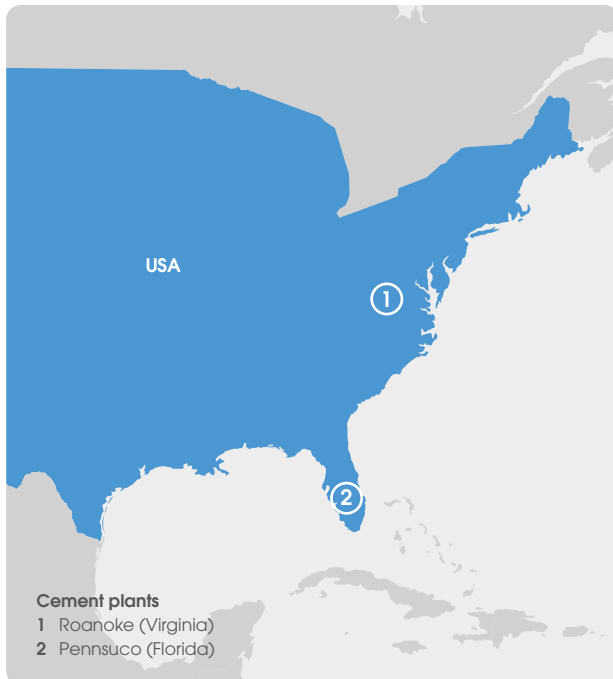 USA
1
2
Cement plants
1 Roanoke (Virginia)
2 Pennsuco (Florida)